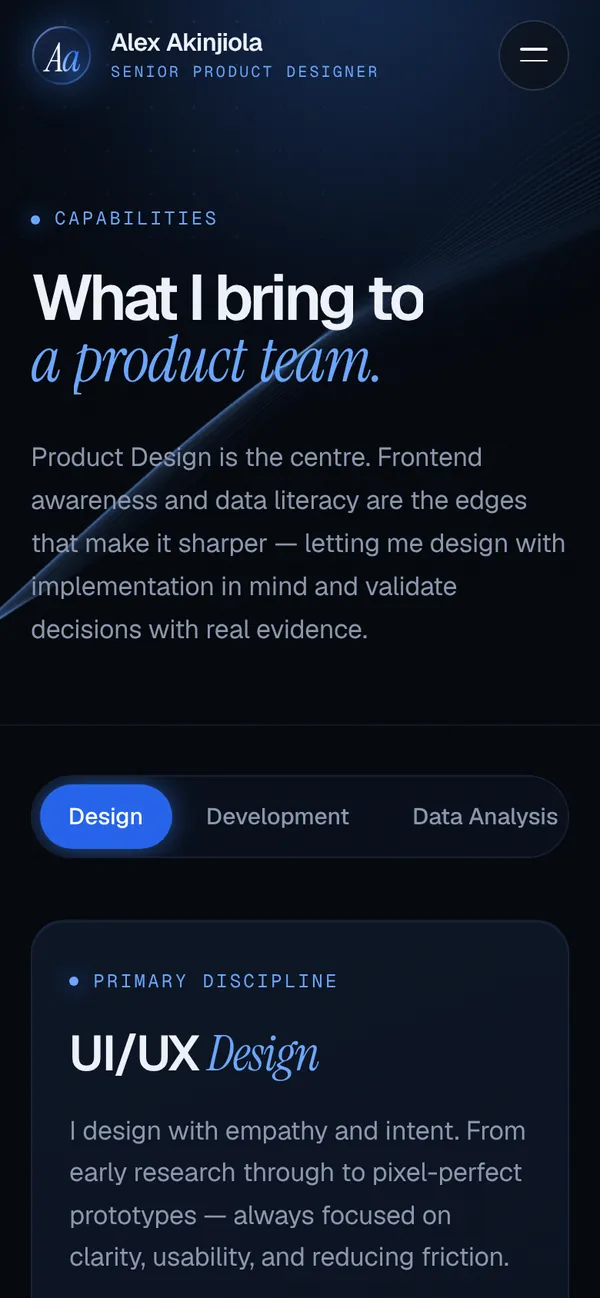 Aa
Alex Akinjiola
SENIOR PRODUCT DESIGNER
CAPABILITIES
What I bring to
a product team.
Product Design is the centre. Frontend
awareness and data literacy are the edges
that make it sharper — letting me design with
implementation in mind and validate
decisions with real evidence.
Design Development Data Analysis
PRIMARY DISCIPLINE
UI/UX Design
I design with empathy and intent. From
early research through to pixel-perfect
prototypes — always focused on
clarity, usability, and reducing friction.